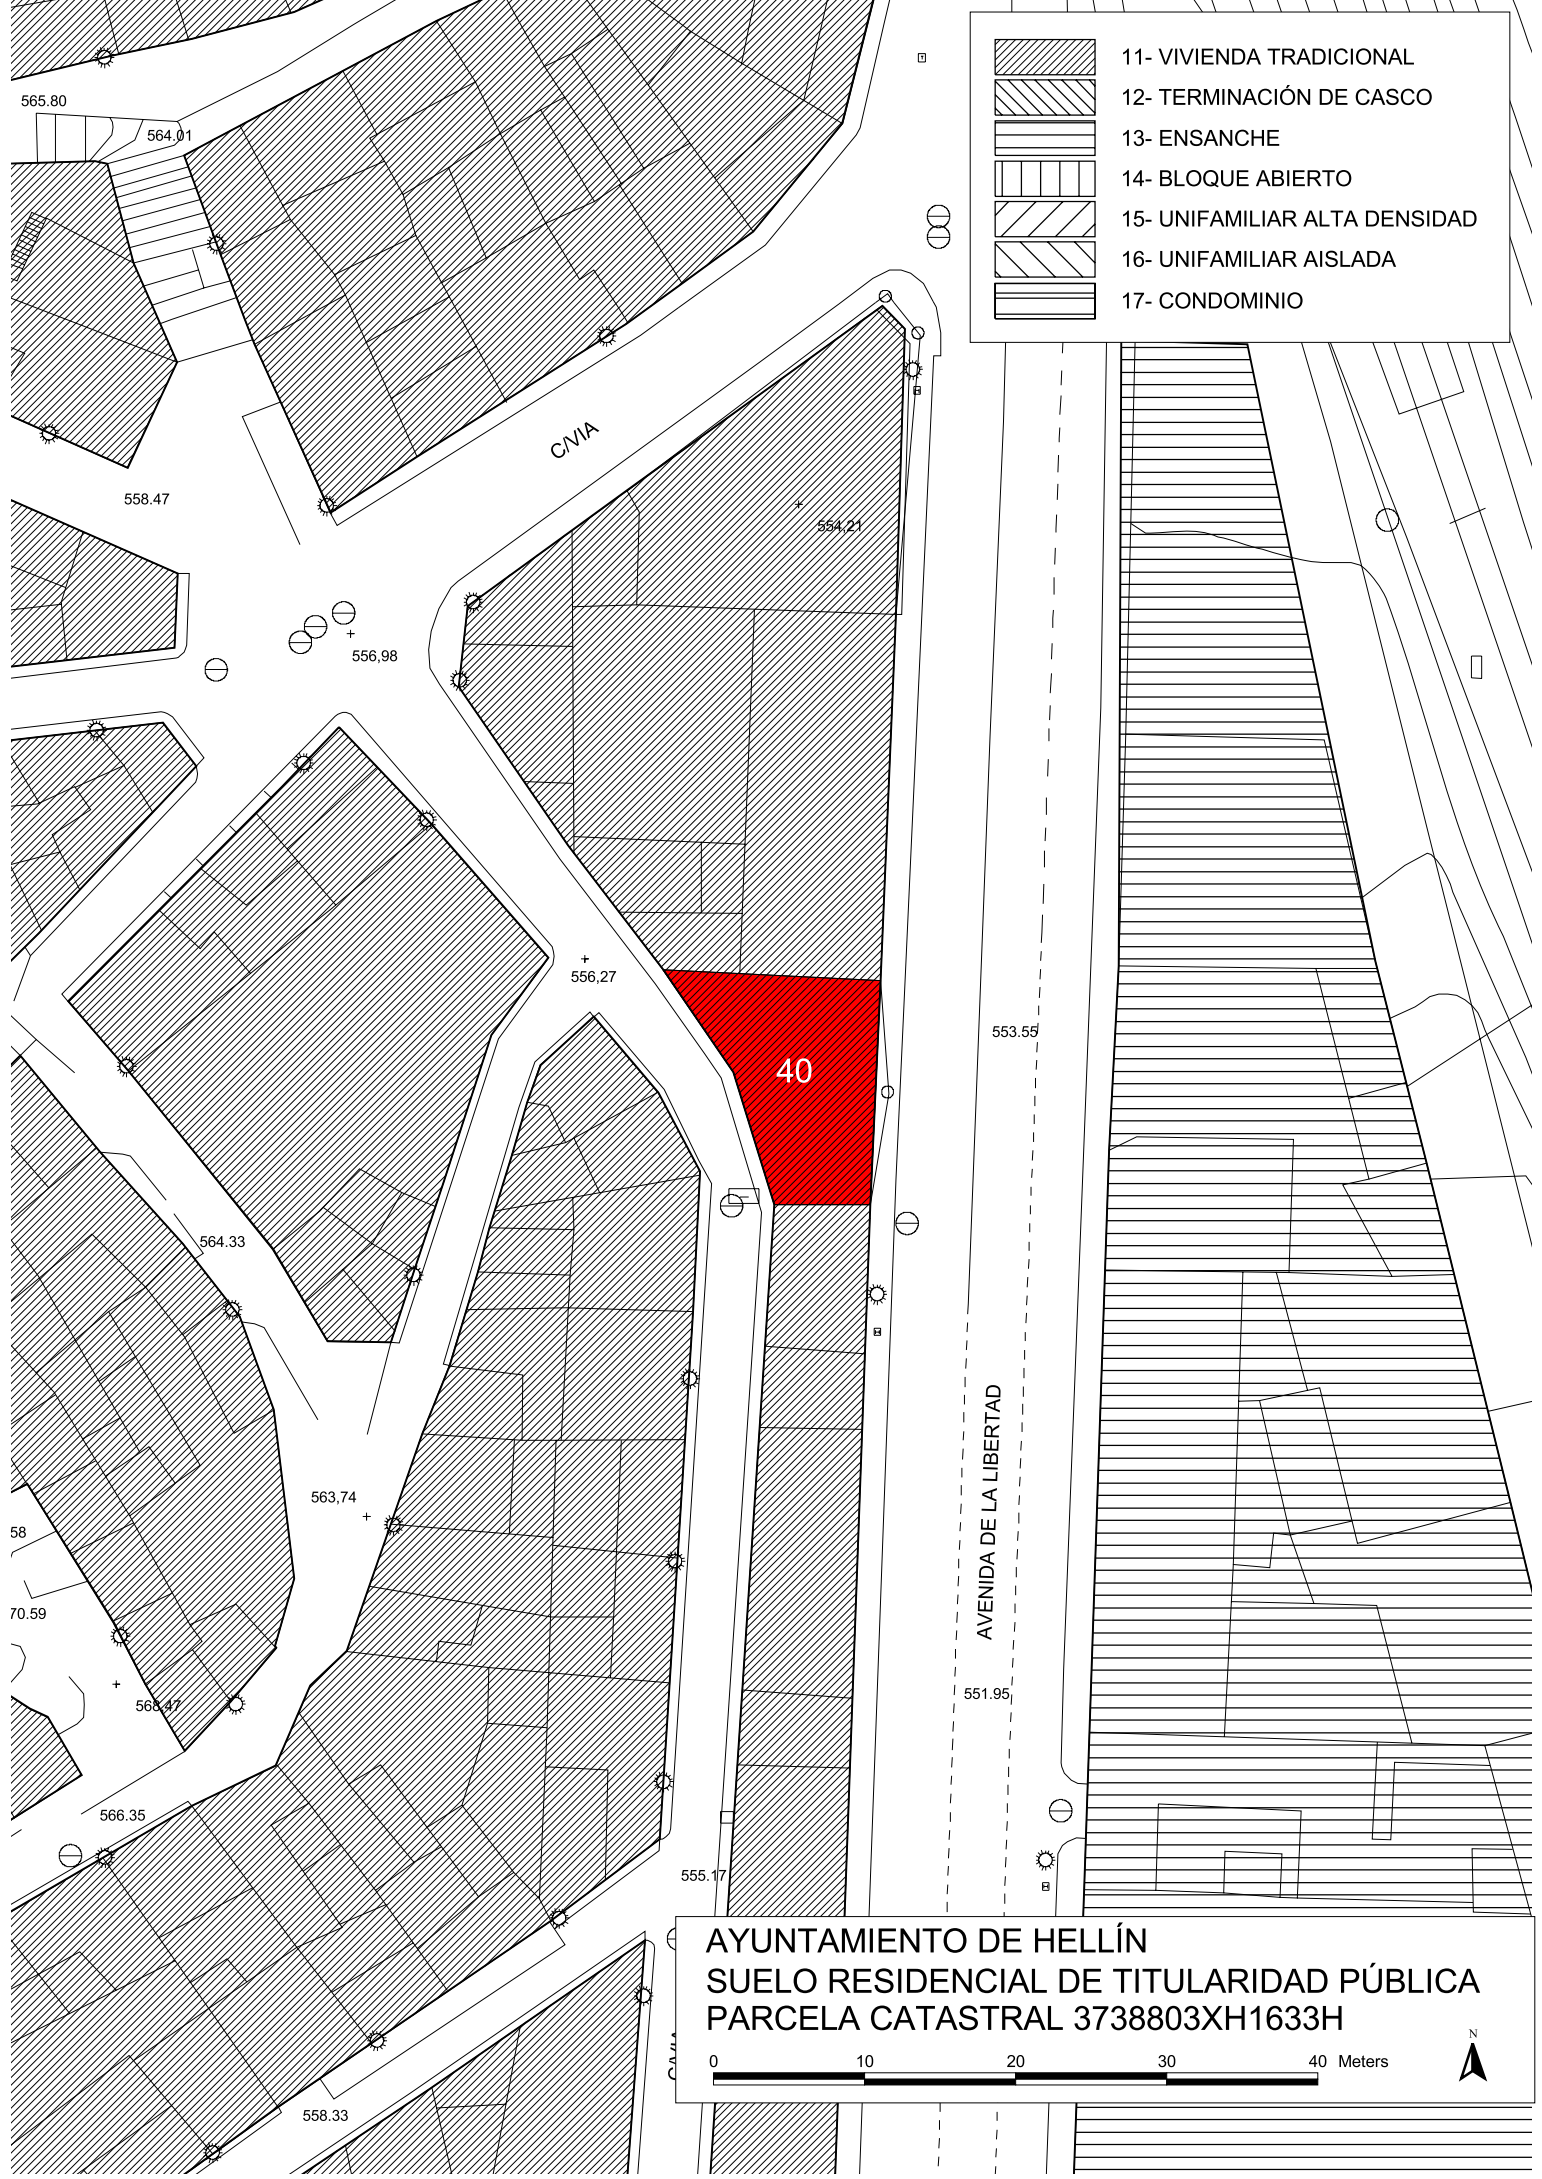 11- VIVIENDA TRADICIONAL
12- TERMINACIÓN DE CASCO
13- ENSANCHE
14- BLOQUE ABIERTO
15- UNIFAMILIAR ALTA DENSIDAD
16- UNIFAMILIAR AISLADA
17- CONDOMINIO
565.80
564.01
C/VIA
558.47
554,21
556,98
556,27
553.55
40
564.33
AVENIDA DE LA LIBERTAD
563,74
58
70.59
551.95
568,47
566.35
555.17
AYUNTAMIENTO DE HELLÍN
SUELO RESIDENCIAL DE TITULARIDAD PÚBLICA
PARCELA CATASTRAL 3738803XH1633H
N
0 10 20 30 40 Meters
558.33